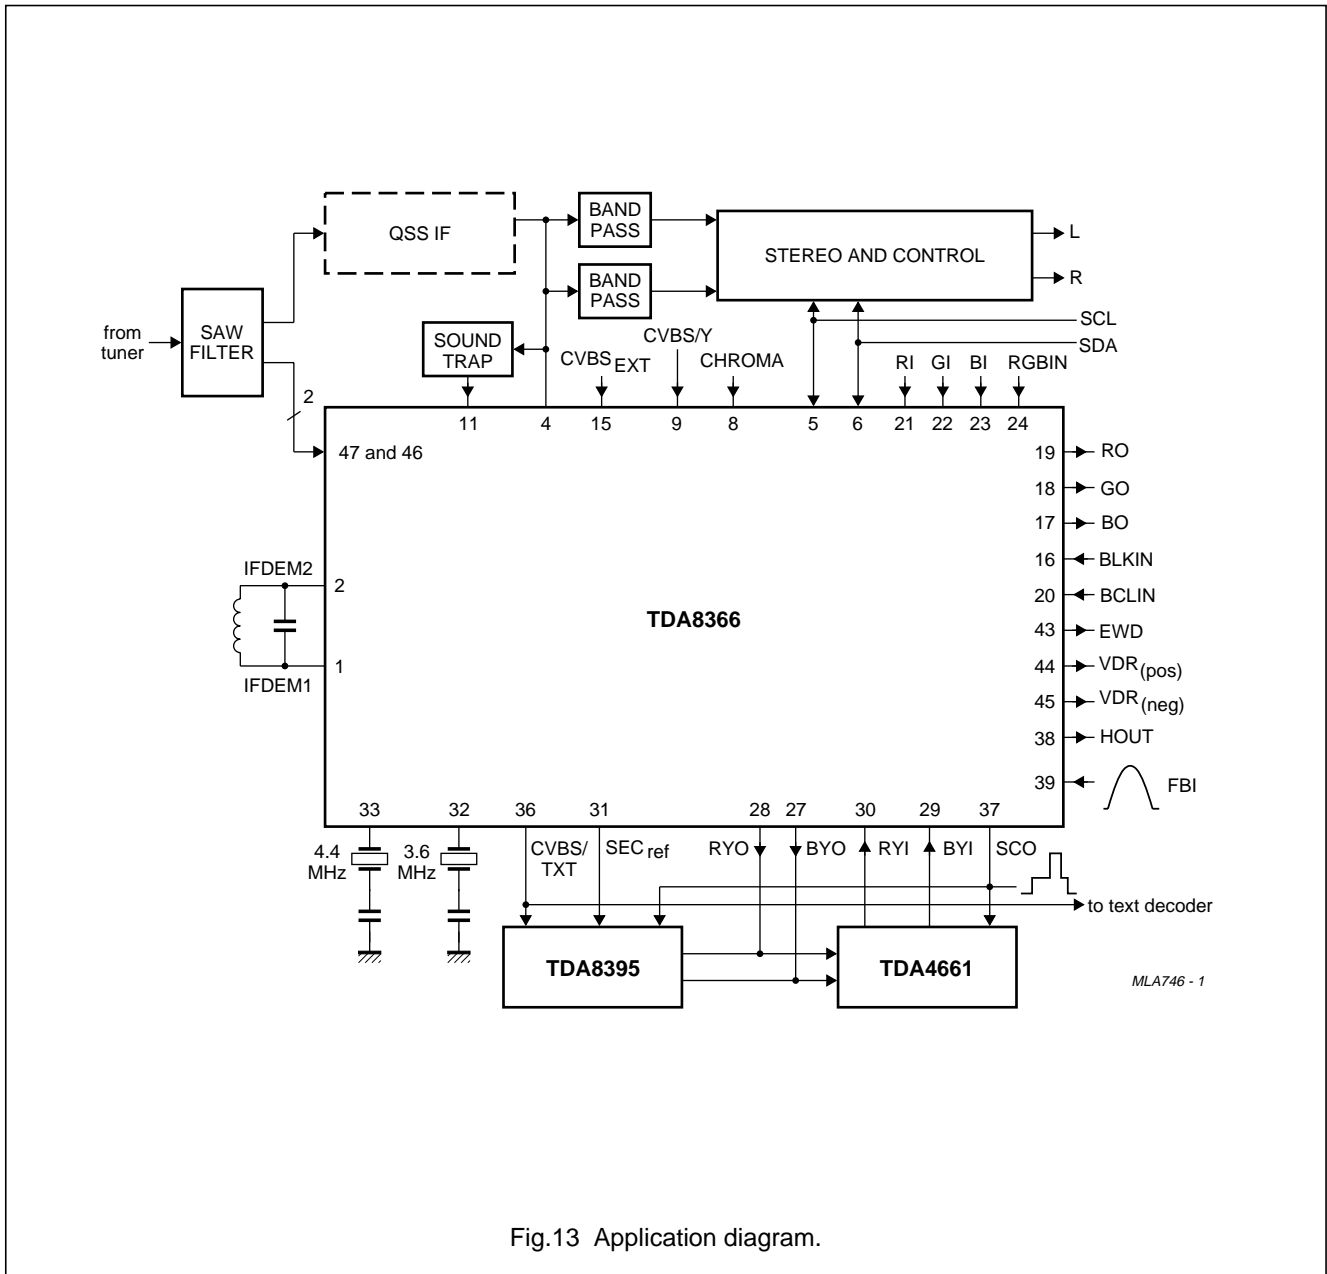 QSS IF
BAND
PASS
BAND
PASS
STEREO AND CONTROL
L
R
from
tuner
SAW
FILTER
2
SOUND
TRAP
CVBS EXT
CVBS/Y
CHROMA
SCL
SDA
RI
GI
BI
RGBIN
11
4
15
9
8
5
6
21
22
23
24
47 and 46
19
RO
18
GO
17
BO
16
BLKIN
20
BCLIN
43
EWD
44
VDR (pos)
45
VDR (neg)
38
HOUT
39
FBI
IFDEM2
2
1
IFDEM1
TDA8366
33
32
36
31
28
27
30
29
37
4.4
MHz
3.6
MHz
CVBS/
TXT
SEC ref
RYO
BYO
RYI
BYI
SCO
to text decoder
TDA8395
TDA4661
MLA746 - 1
Fig.13 Application diagram.